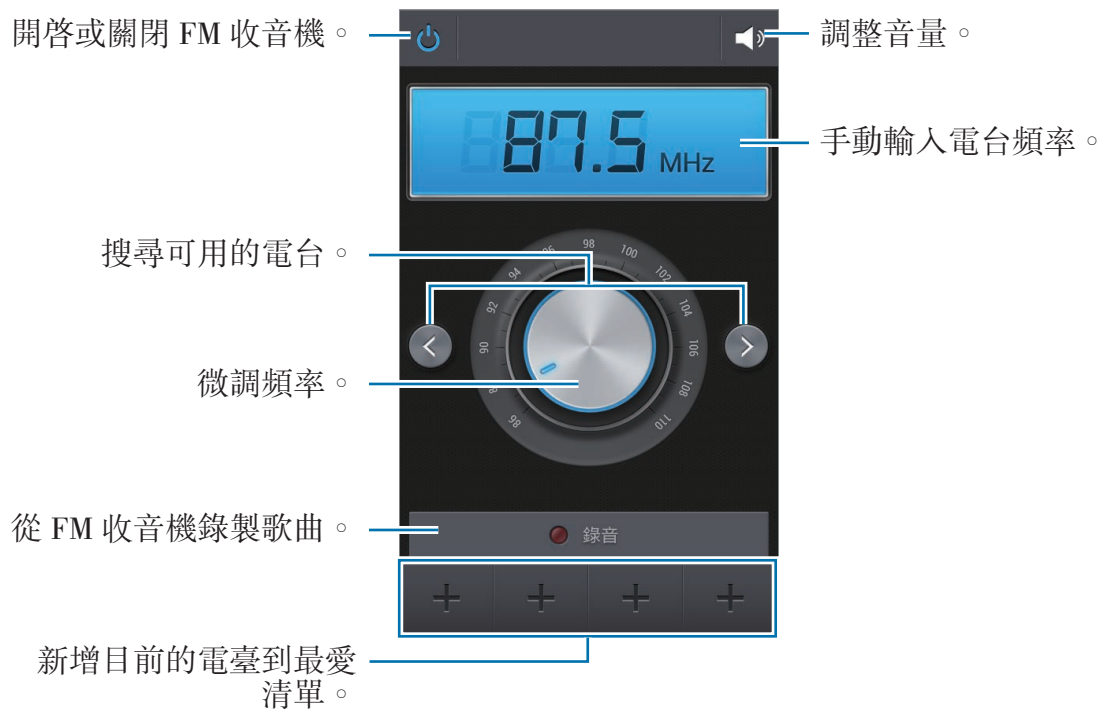 開啓或關閉 FM 收音機。
調整音量。
87.5 MHz
手動輸入電台頻率。
搜尋可用的電台。
86
90
92
94
96
98
100
102
104
106
108
110
微調頻率。
從 FM 收音機錄製歌曲。
錄音
新增目前的電臺到最愛
清單。